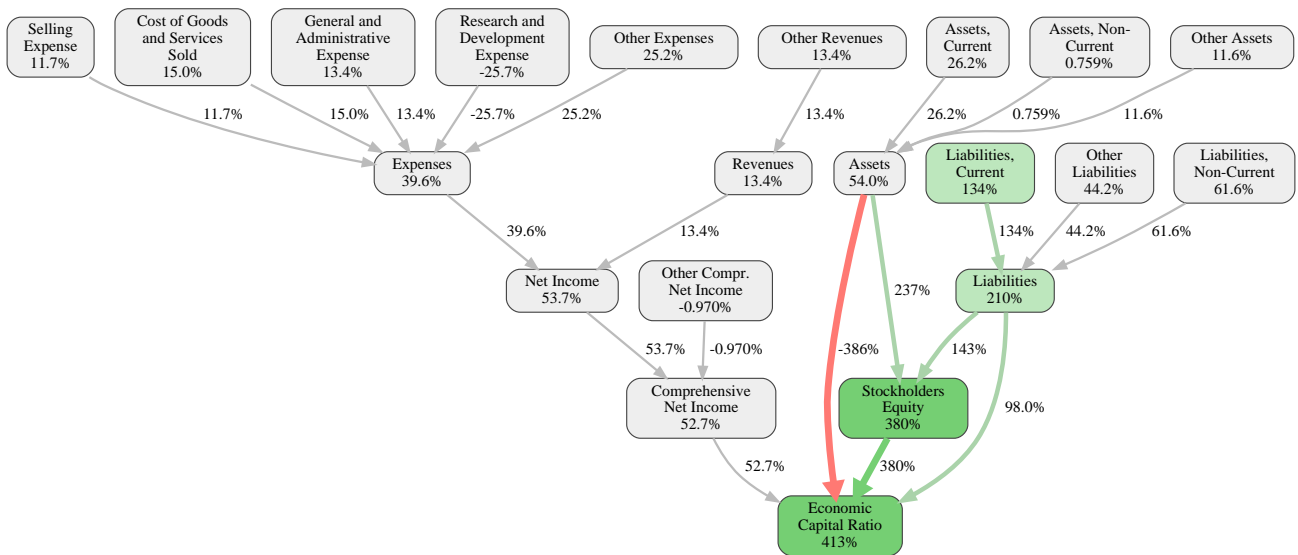 Selling
Expense
11.7%
Cost of Goods
and Services
Sold
15.0%
General and
Administrative
Expense
13.4%
Research and
Development
Expense
-25.7%
Other Expenses
25.2%
Other Revenues
13.4%
Assets,
Current
26.2%
Assets, Non-
Current
0.759%
Other Assets
11.6%
11.7%
15.0%
13.4%
-25.7%
25.2%
13.4%
26.2%
0.759%
11.6%
Expenses
39.6%
Revenues
13.4%
Assets
54.0%
Liabilities,
Current
134%
Other
Liabilities
44.2%
Liabilities,
Non-Current
61.6%
39.6%
13.4%
134%
44.2%
61.6%
Net Income
53.7%
Other Compr.
Net Income
-0.970%
237%
Liabilities
210%
53.7%
-0.970%
-386%
143%
Comprehensive
Net Income
52.7%
Stockholders
Equity
380%
98.0%
52.7%
380%
Economic
Capital Ratio
413%